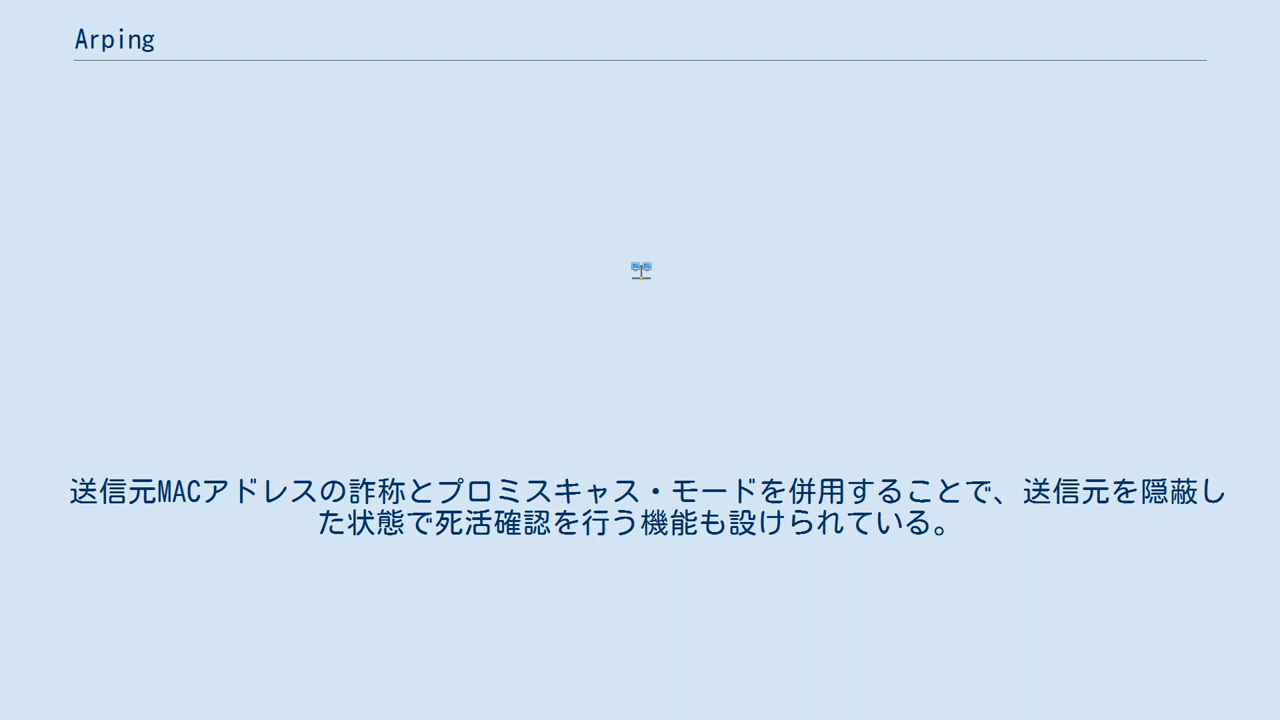 Arping
送信元MACアドレスの詐称とプロミスキャス・モードを併用することで、送信元を隠蔽し
た状態で死活確認を行う機能も設けられている。